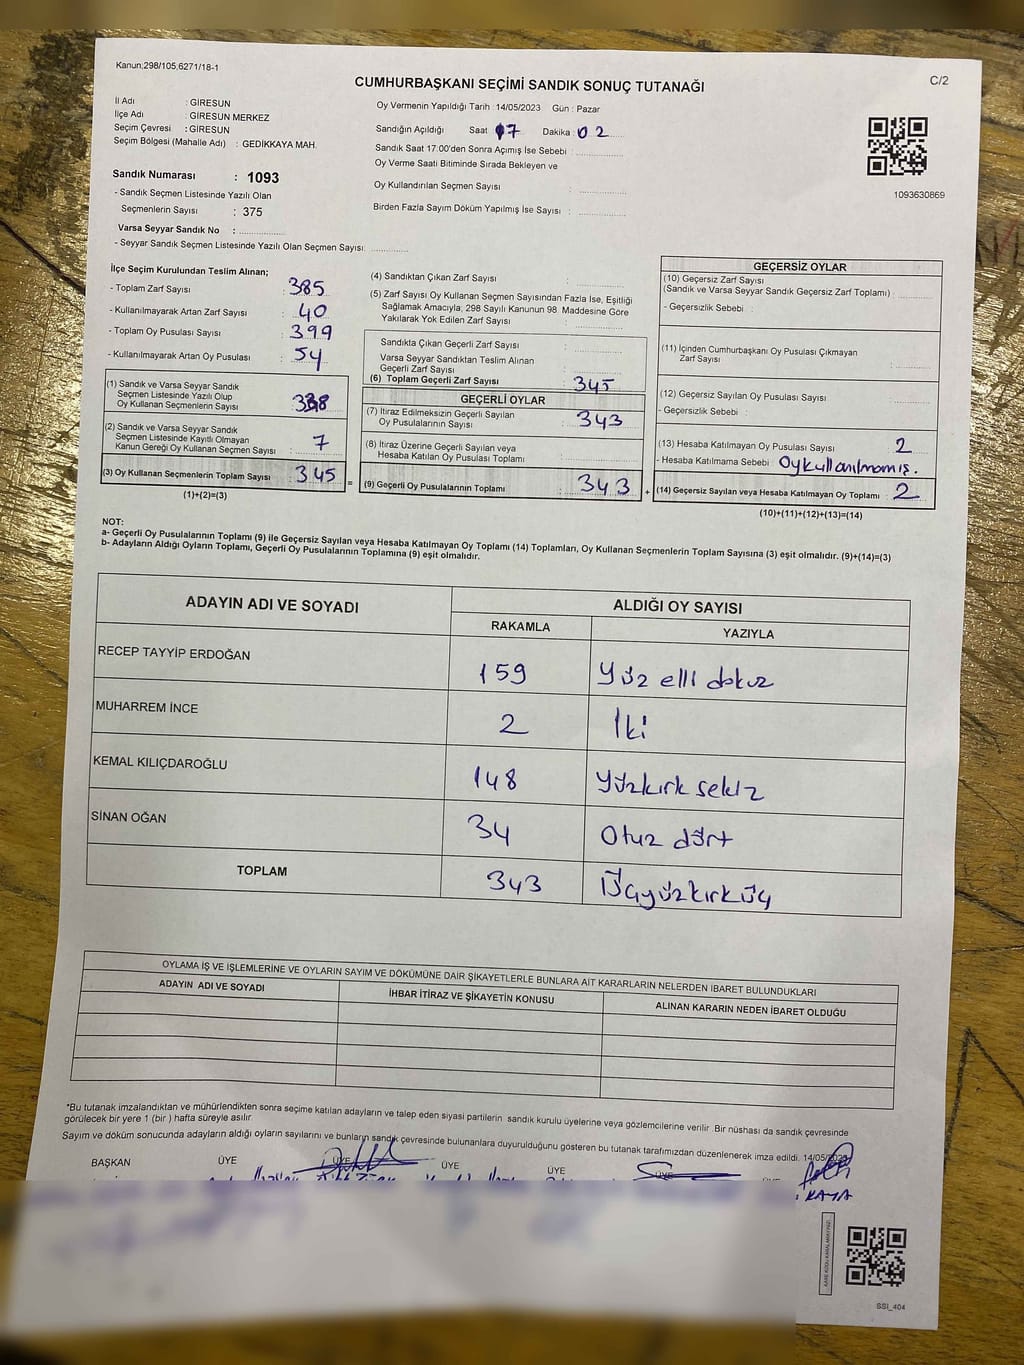 Kanun;298/105,6271/18-1
C/2
CUMHURBAŞKANI SEÇİMİ SANDIK SONUÇ TUTANAĞI
İl Adı : GİRESUN
İlçe Adı : GİRESUN MERKEZ
Seçim Çevresi : GİRESUN
Seçim Bölgesi (Mahalle Adı) : GEDİKKAYA MAH.
Oy Vermenin Yapıldığı Tarih : 14/05/2023 Gün : Pazar
Sandığın Açıldığı Saat 17 Dakika : 02
Sandık Saat 17.00'den Sonra Açımış İse Sebebi :
Oy Verme Saati Bitiminde Sırada Bekleyen ve
Oy Kullandırılan Seçmen Sayısı :
Birden Fazla Sayım Döküm Yapılmış İse Sayısı :
1093630869
Sandık Numarası : 1093
- Sandık Seçmen Listesinde Yazılı Olan
Seçmenlerin Sayısı : 375
Varsa Seyyar Sandık No :
- Seyyar Sandık Seçmen Listesinde Yazılı Olan Seçmen Sayısı:
İlçe Seçim Kurulundan Teslim Alınan;
- Toplam Zarf Sayısı : 385
- Kullanılmayarak Artan Zarf Sayısı : 40
- Toplam Oy Pusulası Sayısı : 399
- Kullanılmayarak Artan Oy Pusulası : 54
(1) Sandık ve Varsa Seyyar Sandık
Seçmen Listesinde Yazılı Olup
Oy Kullanan Seçmenlerin Sayısı : 338
(2) Sandık ve Varsa Seyyar Sandık
Seçmen Listesinde Kayıtlı Olmayan
Kanun Gereği Oy Kullanan Seçmen Sayısı : 7
(3) Oy Kullanan Seçmenlerin Toplam Sayısı : 345
(1)+(2)=(3)
(4) Sandıktan Çıkan Zarf Sayısı :
(5) Zarf Sayısı Oy Kullanan Seçmen Sayısından Fazla İse, Eşitliği
Sağlamak Amacıyla; 298 Sayılı Kanunun 98. Maddesine Göre
Yakılarak Yok Edilen Zarf Sayısı :
Sandıkla Çıkan Geçerli Zarf Sayısı :
Varsa Seyyar Sandıktan Teslim Alınan
Geçerli Zarf Sayısı :
(6) Toplam Geçerli Zarf Sayısı : 345
=
GEÇERLİ OYLAR
(7) İtiraz Edilmeksizin Geçerli Sayılan
Oy Pusulalarının Sayısı : 343
(8) İtiraz Üzerine Geçerli Sayılan veya
Hesaba Katılan Oy Pusulası Toplamı :
(9) Geçerli Oy Pusulalarının Toplamı : 343
+
GEÇERSİZ OYLAR
(10) Geçersiz Zarf Sayısı
(Sandık ve Varsa Seyyar Sandık Geçersiz Zarf Toplamı) :
- Geçersizlik Sebebi :
(11) İçinden Cumhurbaşkanı Oy Pusulası Çıkmayan
Zarf Sayısı :
(12) Geçersiz Sayılan Oy Pusulası Sayısı :
- Geçersizlik Sebebi :
(13) Hesaba Katılmayan Oy Pusulası Sayısı : 2
- Hesaba Katılmama Sebebi : Oykullanılmamış.
(14) Geçersiz Sayılan veya Hesaba Katılmayan Oy Toplamı : 2
(10)+(11)+(12)+(13)=(14)
NOT:
a- Geçerli Oy Pusulalarının Toplamı (9) ile Geçersiz Sayılan veya Hesaba Katılmayan Oy Toplamı (14) Toplamları, Oy Kullanan Seçmenlerin Toplam Sayısına (3) eşit olmalıdır. (9)+(14)=(3)
b- Adayların Aldığı Oyların Toplamı, Geçerli Oy Pusulalarının Toplamına (9) eşit olmalıdır.
ADAYIN ADI VE SOYADI ALDIĞI OY SAYISI
RAKAMLA YAZIYLA
RECEP TAYYİP ERDOĞAN 159 Yüz elli dokuz
MUHARREM İNCE 2 İki
KEMAL KILIÇDAROĞLU 148 Yüzkırk sekiz
SİNAN OĞAN 34 Otuz dört
TOPLAM 343 Üçyüzkırküç
OYLAMA İŞ VE İŞLEMLERİNE VE OYLARIN SAYIM VE DÖKÜMÜNE DAİR ŞİKAYETLERLE BUNLARA AİT KARARLARIN NELERDEN İBARET BULUNDUKLARI
ADAYIN ADI VE SOYADI İHBAR İTİRAZ VE ŞİKAYETİN KONUSU ALINAN KARARIN NEDEN İBARET OLDUĞU
*Bu tutanak imzalandıktan ve mühürlendikten sonra seçime katılan adayların ve talep eden siyasi partilerin sandık kurulu üyelerine veya gözlemcilerine verilir. Bir nüshası da sandık çevresinde
görülecek bir yere 1 (bir ) hafta süreyle asılır.
Sayım ve döküm sonucunda adayların aldığı oyların sayılarını ve bunların sandık çevresinde bulunanlara duyurulduğunu gösteren bu tutanak tarafımızdan düzenlenerek imza edildi. 14/05/2023
BAŞKAN ÜYE ÜYE ÜYE ÜYE ÜYE ÜYE
KAYA
SSI_404